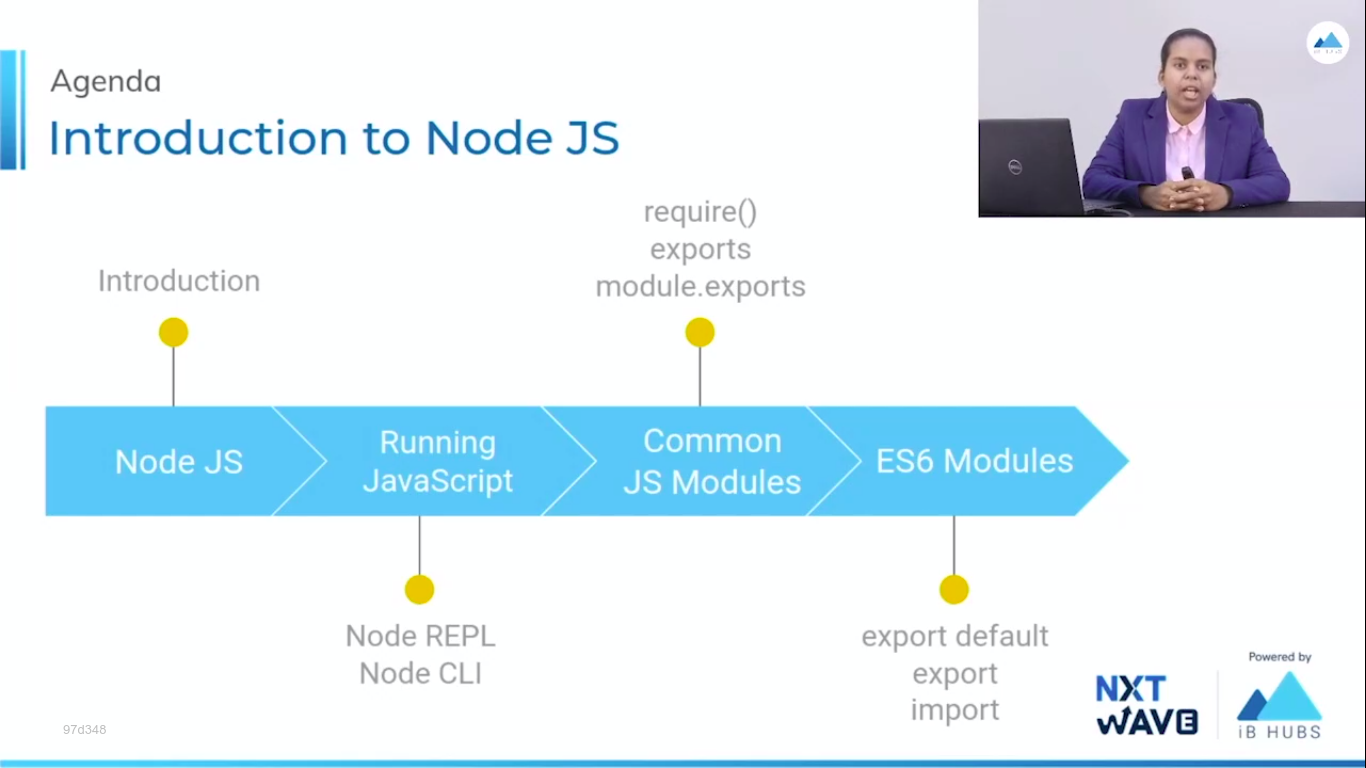 Agenda
Introduction to Node JS
require()
exports
module.exports
Introduction
Node JS
Running
JavaScript
Common
JS Modules
ES6 Modules
Node REPL
Node CLI
export default
export
import
Powered by
NXT
WAVE
iB HUBS
97d348